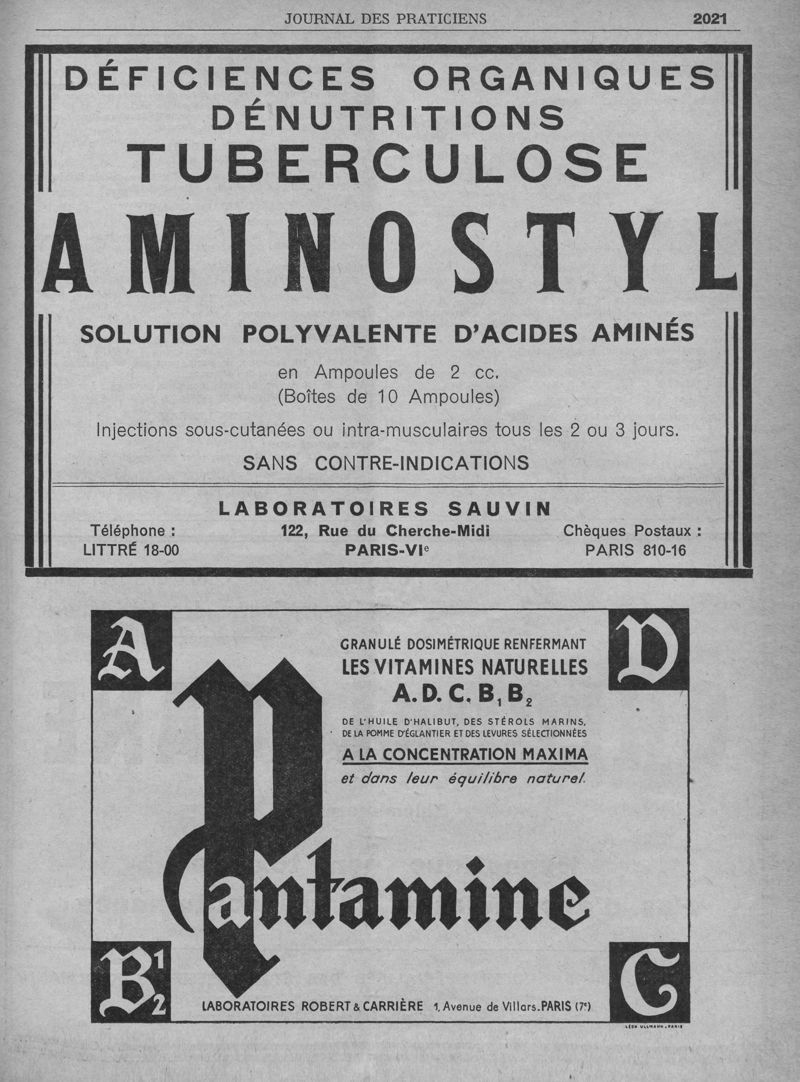 JOURNAL DES PRATICIENS 2021
DÉFICIENCES ORGANIQUES
DÉNUTRITIONS
TUBERCULOSE
AMINOSTYL
SOLUTION POLYVALENTE D'ACIDES AMINÉS
en Ampoules de 2 cc.
(Boîtes de 10 Ampoules)
Injections sous-cutanées ou intra-musculaires tous les 2 ou 3 jours.
SANS CONTRE-INDICATIONS
LABORATOIRES SAUVIN
Téléphone : 122, Rue du Cherche-Midi Chèques Postaux :
LITTRÉ 18-00 PARIS-VIe PARIS 810-16
A D
GRANULÉ DOSIMÉTRIQUE RENFERMANT
LES VITAMINES NATURELLES
A. D. C. B1 B2
DE L'HUILE D'HALIBUT, DES STÉROLS MARINS,
DE LA POMME D'ÉGLANTIER ET DES LEVURES SÉLECTIONNÉES
A LA CONCENTRATION MAXIMA
et dans leur équilibre naturel.
Pantamine
B1 2 C
LABORATOIRES ROBERT & CARRIÈRE 1, Avenue de Villars. PARIS (7e)
LÉON ULLMANN - PARIS